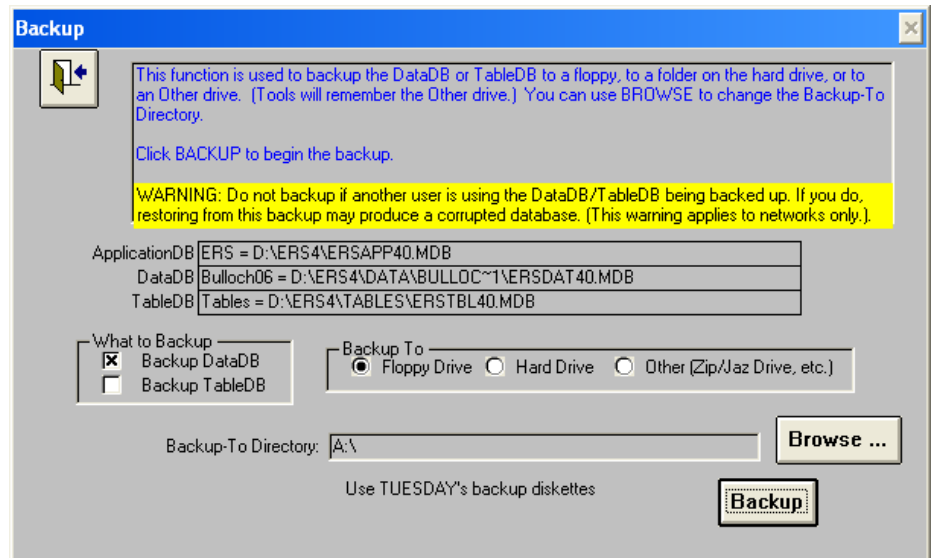 Backup
This function is used to backup the DataDB or TableDB to a floppy, to a folder on the hard drive, or to
an Other drive. (Tools will remember the Other drive.) You can use BROWSE to change the Backup-To
Directory.
Click BACKUP to begin the backup.
WARNING: Do not backup if another user is using the DataDB/TableDB being backed up. If you do,
restoring from this backup may produce a corrupted database. (This warning applies to networks only.).
ApplicationDB ERS = D:\ERS4\ERSAPP40.MDB
DataDB Bulloch06 = D:\ERS4\DATA\BULLOC~1\ERSDAT40.MDB
TableDB Tables = D:\ERS4\TABLES\ERSTBL40.MDB
What to Backup
Backup DataDB
Backup TableDB
Backup To
Floppy Drive Hard Drive Other (Zip/Jaz Drive, etc.)
Backup-To Directory: A:\
Browse ...
Use TUESDAY's backup diskettes
Backup